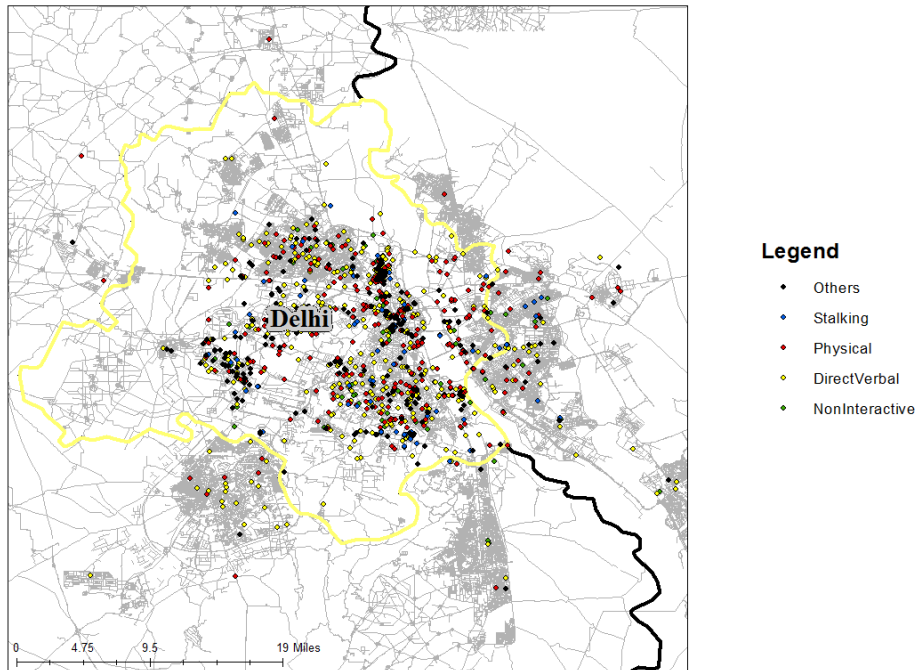 Delhi
0 4.75 9.5 19 Miles
Legend
Others
Stalking
Physical
DirectVerbal
NonInteractive